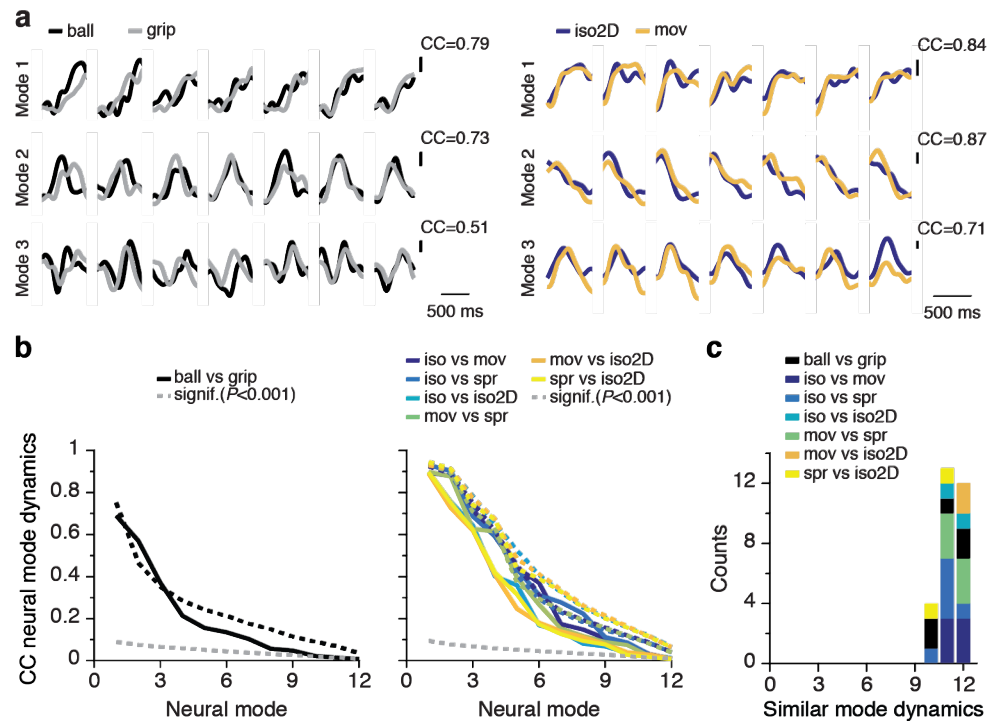 a
ball grip
iso2D mov
Mode 1
CC=0.79
CC=0.84
Mode 2
CC=0.73
CC=0.87
Mode 3
CC=0.51
CC=0.71
500 ms
500 ms
b
ball vs grip
signif.(P<0.001)
CC neural mode dynamics
1
0.8
0.6
0.4
0.2
0
0 3 6 9 12
Neural mode
iso vs mov
iso vs spr
iso vs iso2D
mov vs spr
mov vs iso2D
spr vs iso2D
signif.(P<0.001)
0 3 6 9 12
Neural mode
c
ball vs grip
iso vs mov
iso vs spr
iso vs iso2D
mov vs spr
mov vs iso2D
spr vs iso2D
Counts
12
8
4
0
0 3 6 9 12
Similar mode dynamics
Mode 1
Mode 2
Mode 3